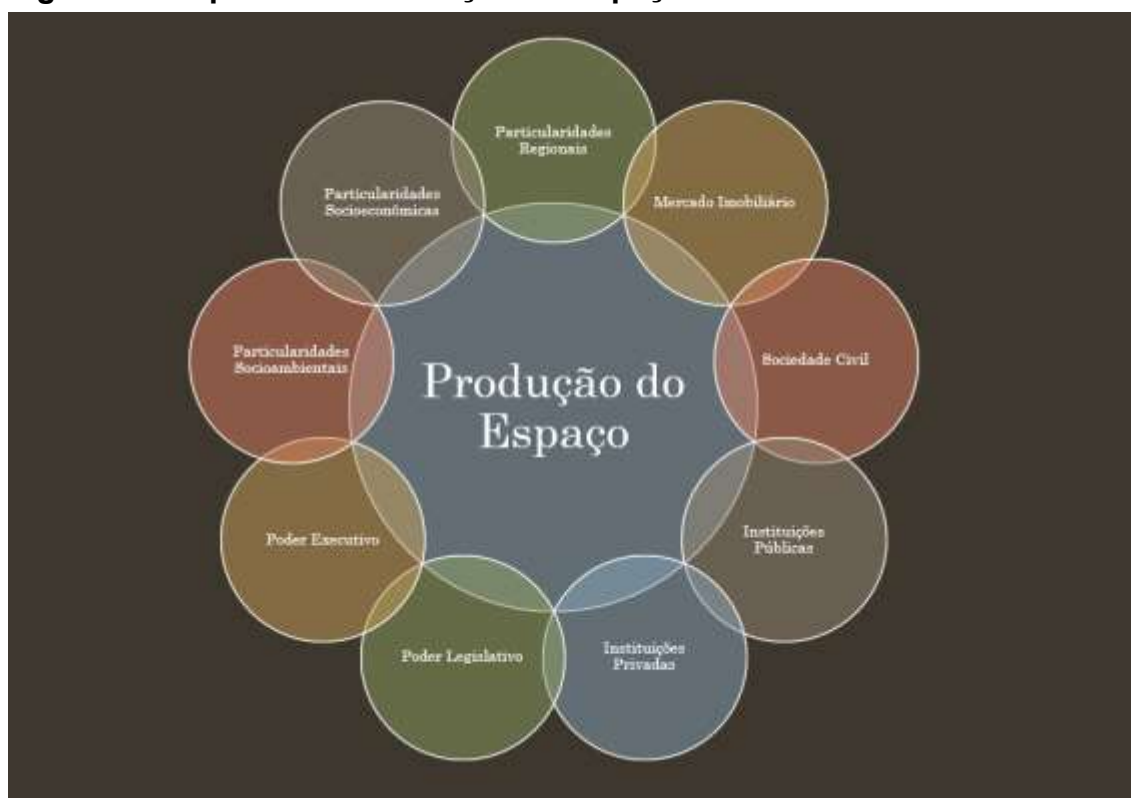 Particularidades
Regionais
Mercado Imobiliário
Sociedade Civil
Instituições
Públicas
Instituições
Privadas
Poder Legislativo
Poder Executivo
Particularidades
Socioambientais
Particularidades
Socioeconômicas
Produção do
Espaço